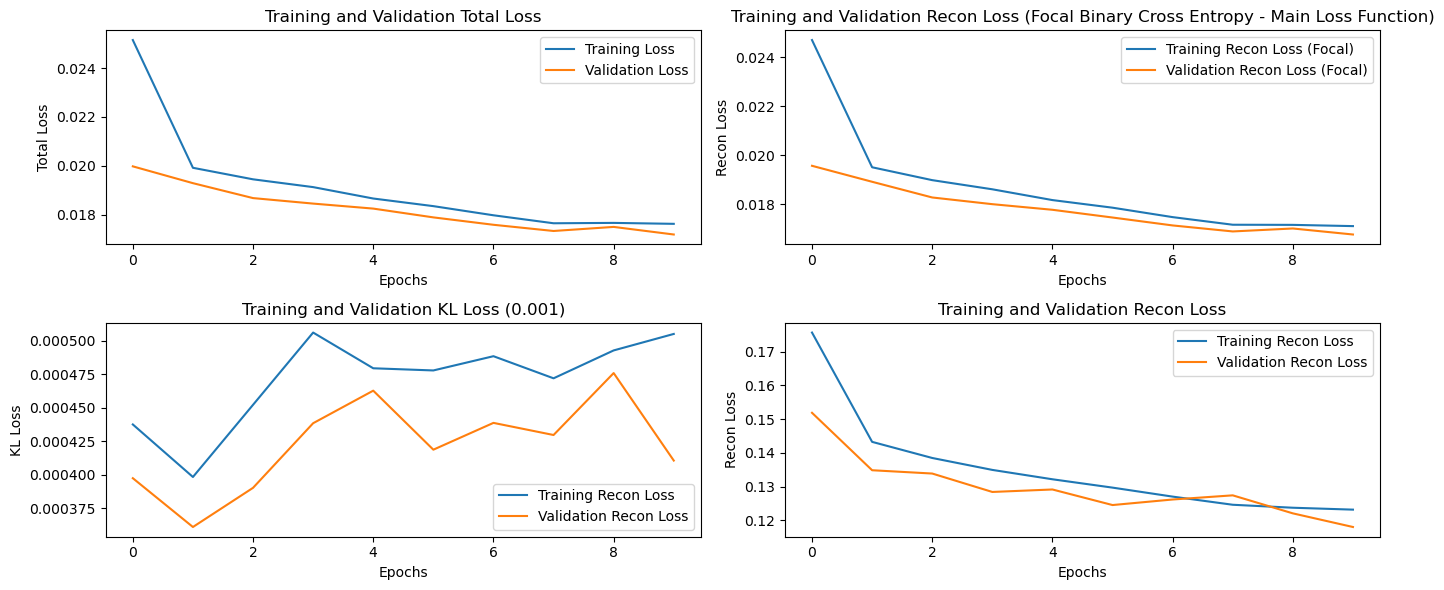 Training and Validation Total Loss
Total Loss
0.024
0.022
0.020
0.018
Training Loss
Validation Loss
0 2 4 6 8
Epochs
Training and Validation Recon Loss (Focal Binary Cross Entropy - Main Loss Function)
Recon Loss
0.024
0.022
0.020
0.018
Training Recon Loss (Focal)
Validation Recon Loss (Focal)
0 2 4 6 8
Epochs
Training and Validation KL Loss (0.001)
KL Loss
0.000500
0.000475
0.000450
0.000425
0.000400
0.000375
Training Recon Loss
Validation Recon Loss
0 2 4 6 8
Epochs
Training and Validation Recon Loss
Recon Loss
0.17
0.16
0.15
0.14
0.13
0.12
Training Recon Loss
Validation Recon Loss
0 2 4 6 8
Epochs